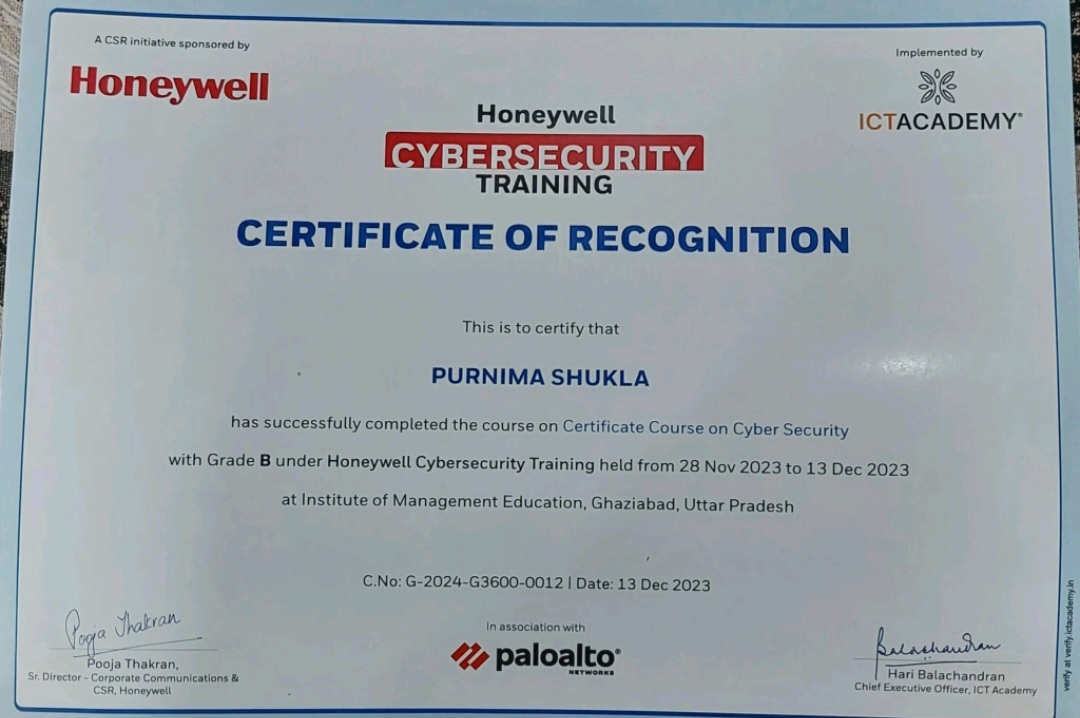 A CSR initiative sponsored by
Honeywell
Implemented by
ICTACADEMY®
Honeywell
CYBERSECURITY
TRAINING
CERTIFICATE OF RECOGNITION
This is to certify that
PURNIMA SHUKLA
has successfully completed the course on Certificate Course on Cyber Security
with Grade B under Honeywell Cybersecurity Training held from 28 Nov 2023 to 13 Dec 2023
at Institute of Management Education, Ghaziabad, Uttar Pradesh
C.No: G-2024-G3600-0012 | Date: 13 Dec 2023
Pooja Thakran
Pooja Thakran,
Sr. Director - Corporate Communications &
CSR, Honeywell
In association with
paloalto®
NETWORKS
Balachandran
Hari Balachandran
Chief Executive Officer, ICT Academy
verify at verify.ictacademy.in